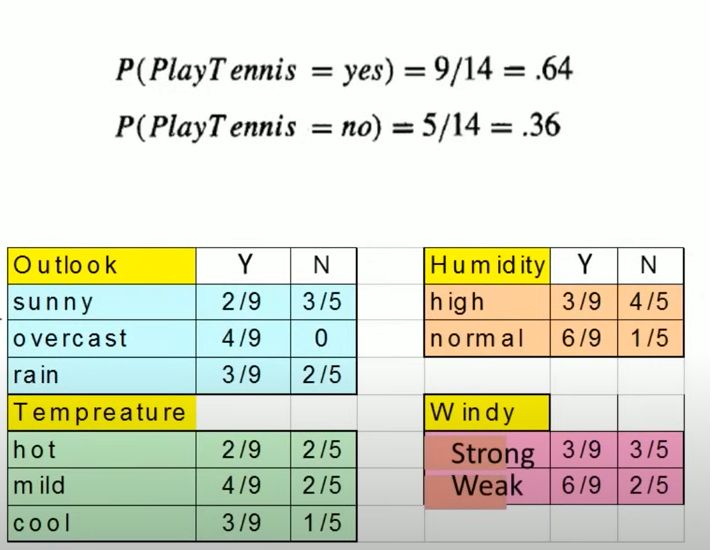 P(PlayTennis = yes) = 9/14 = .64
P(PlayTennis = no) = 5/14 = .36
Outlook Y N
sunny 2/9 3/5
overcast 4/9 0
rain 3/9 2/5
Tempreature
hot 2/9 2/5
mild 4/9 2/5
cool 3/9 1/5
Humidity Y N
high 3/9 4/5
normal 6/9 1/5
Windy
Strong 3/9 3/5
Weak 6/9 2/5